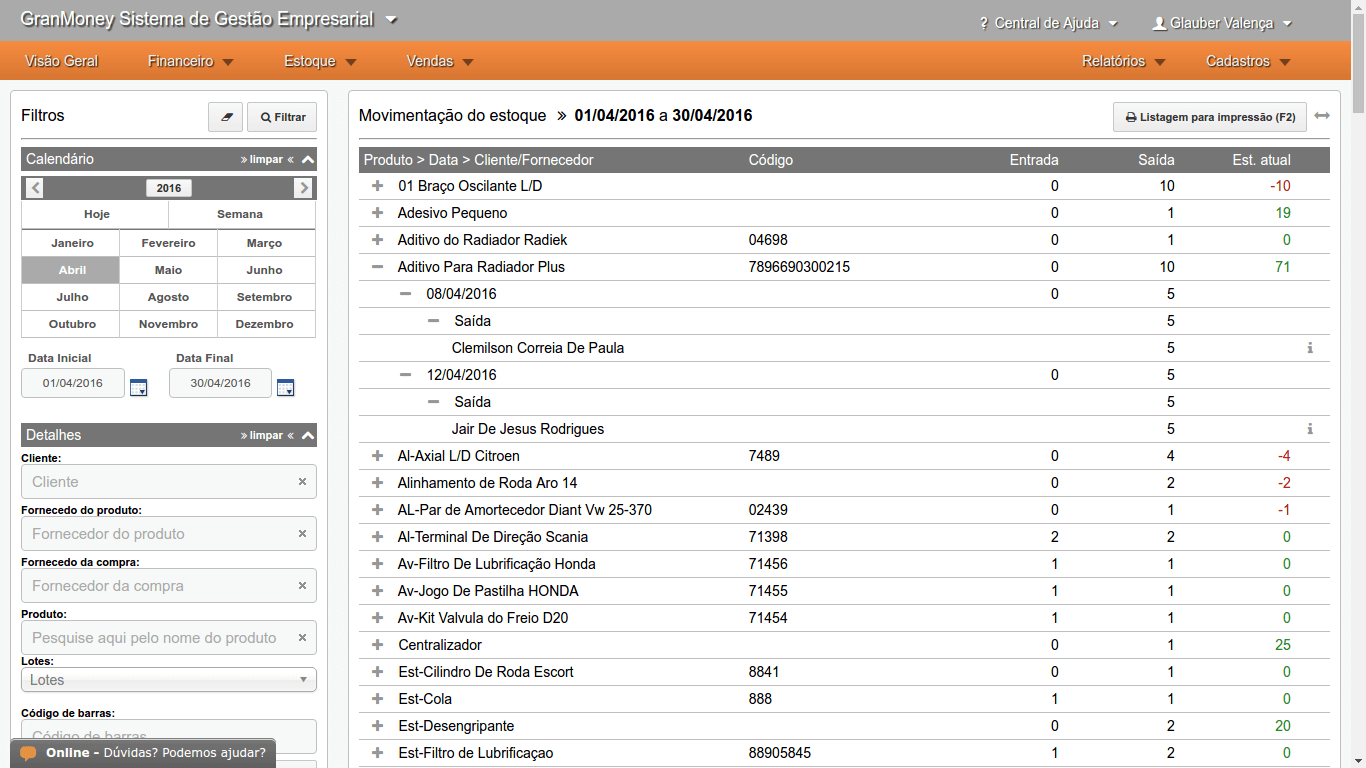 GranMoney Sistema de Gestão Empresarial
? Central de Ajuda
Glauber Valença
Visão Geral Financeiro Estoque Vendas Relatórios Cadastros
Filtros
Filtrar
Calendário » limpar «
2016
Hoje Semana
Janeiro Fevereiro Março
Abril Maio Junho
Julho Agosto Setembro
Outubro Novembro Dezembro
Data Inicial Data Final
01/04/2016 30/04/2016
Detalhes » limpar «
Cliente:
Cliente ×
Fornecedo do produto:
Fornecedor do produto ×
Fornecedo da compra:
Fornecedor da compra ×
Produto:
Pesquise aqui pelo nome do produto ×
Lotes:
Lotes
Código de barras:
Código de barras
Online - Dúvidas? Podemos ajudar?
Movimentação do estoque » 01/04/2016 a 30/04/2016
Listagem para impressão (F2)
Produto > Data > Cliente/Fornecedor Código Entrada Saída Est. atual
01 Braço Oscilante L/D 0 10 -10
Adesivo Pequeno 0 1 19
Aditivo do Radiador Radiek 04698 0 1 0
Aditivo Para Radiador Plus 7896690300215 0 10 71
08/04/2016 0 5
Saída 5
Clemilson Correia De Paula 5
12/04/2016 0 5
Saída 5
Jair De Jesus Rodrigues 5
Al-Axial L/D Citroen 7489 0 4 -4
Alinhamento de Roda Aro 14 0 2 -2
AL-Par de Amortecedor Diant Vw 25-370 02439 0 1 -1
Al-Terminal De Direção Scania 71398 2 2 0
Av-Filtro De Lubrificação Honda 71456 1 1 0
Av-Jogo De Pastilha HONDA 71455 1 1 0
Av-Kit Valvula do Freio D20 71454 1 1 0
Centralizador 0 1 25
Est-Cilindro De Roda Escort 8841 0 1 0
Est-Cola 888 1 1 0
Est-Desengripante 0 2 20
Est-Filtro de Lubrificaçao 88905845 1 2 0